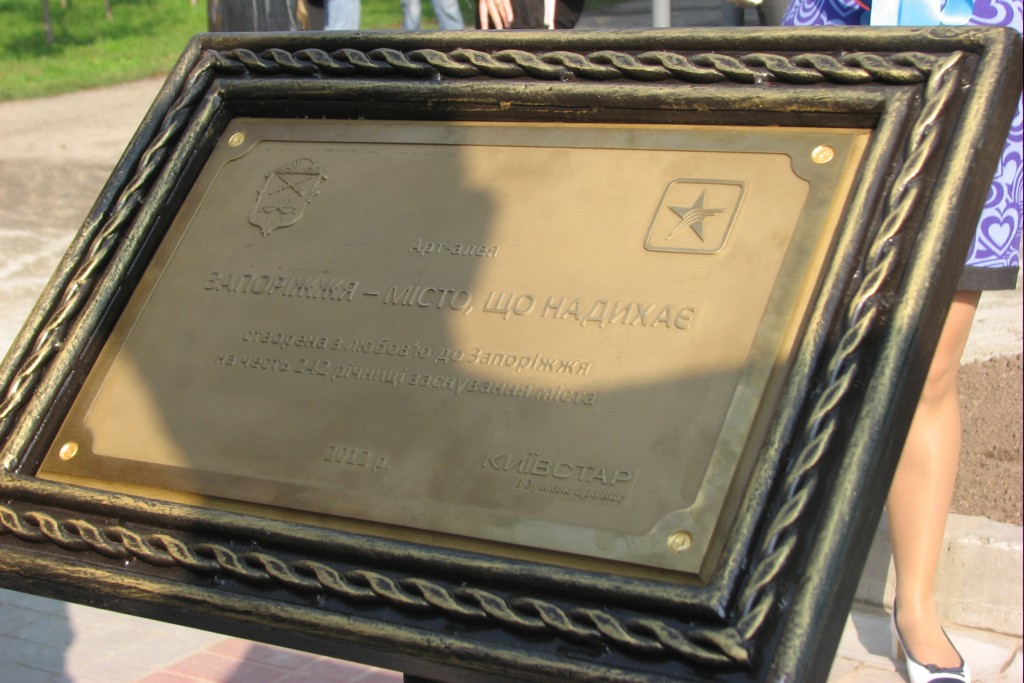 Арт-алея
ЗАПОРІЖЖЯ – МІСТО, ЩО НАДИХАЄ
створена з любов'ю до Запоріжжя
на честь 242 річниці заснування міста
2012 р.
КИЇВСТАР